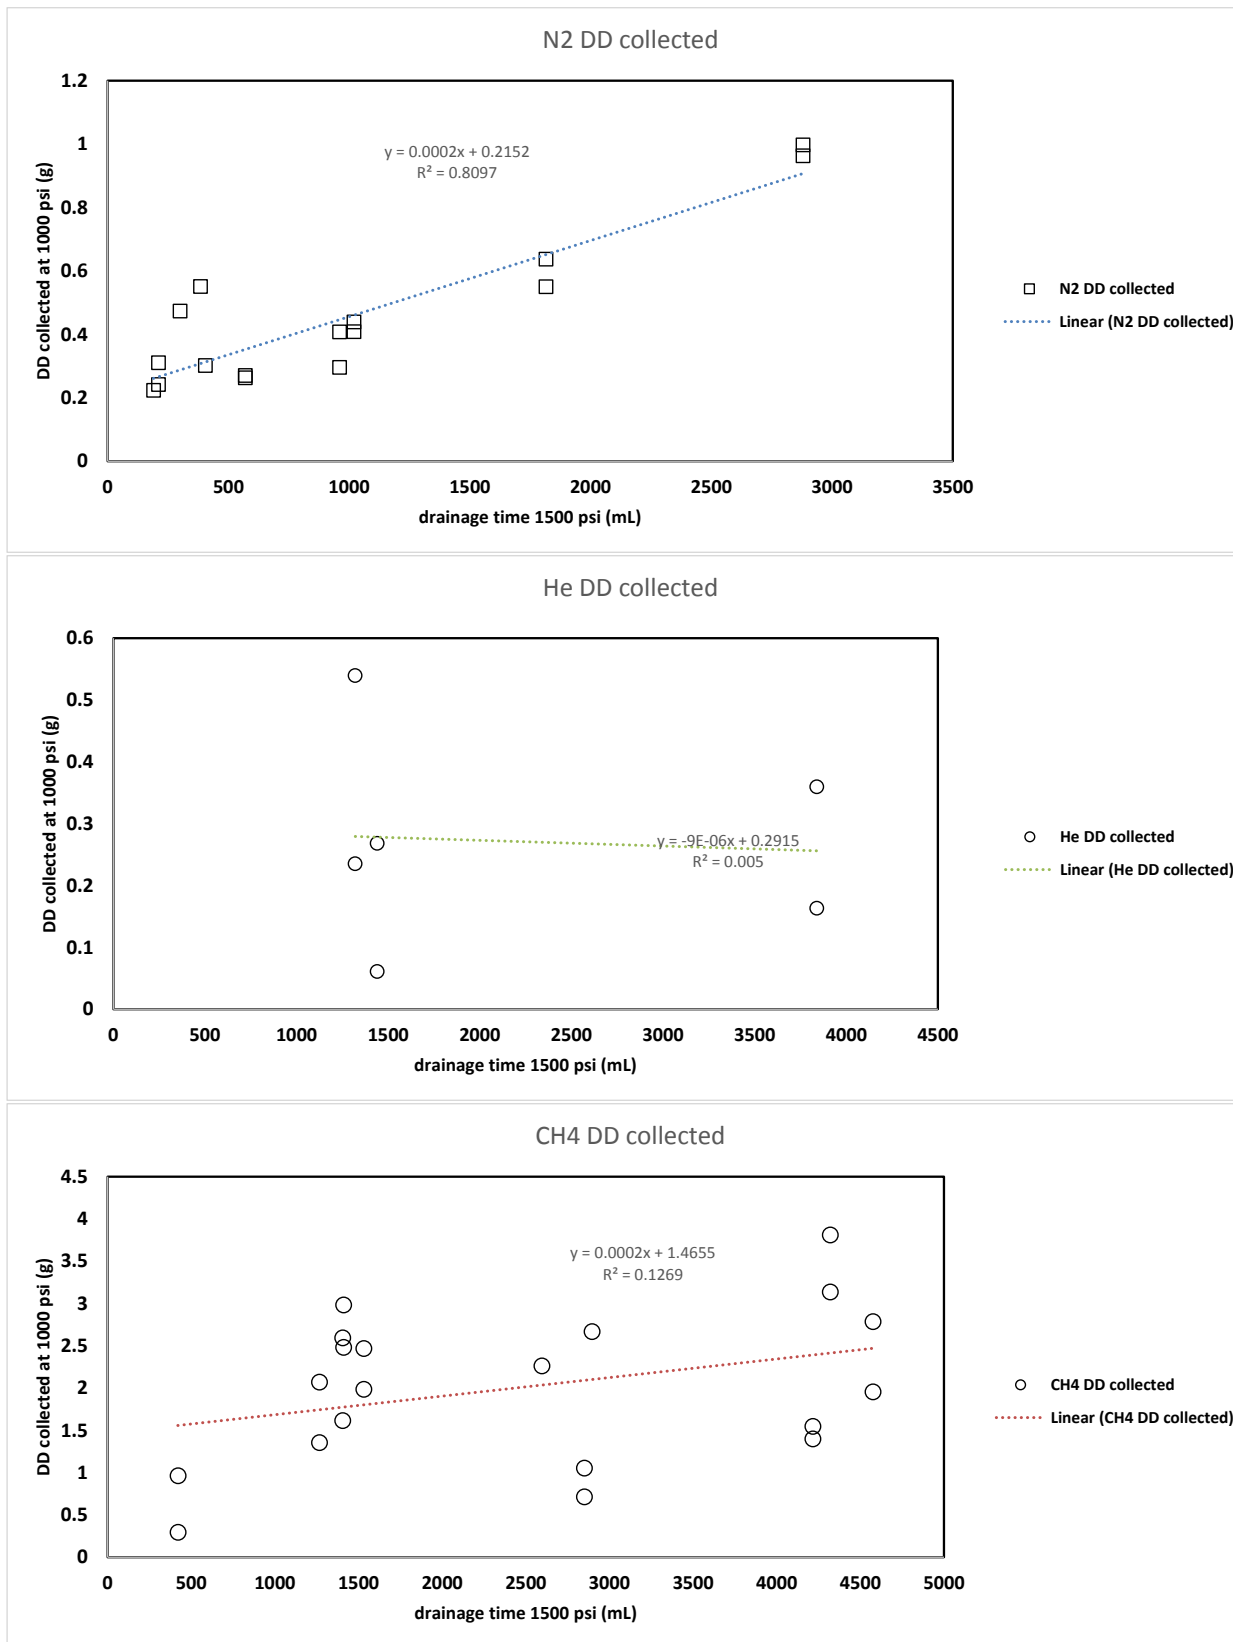 N2 DD collected
1.2
1
0.8
0.6
0.4
0.2
0
DD collected at 1000 psi (g)
y = 0.0002x + 0.2152
R² = 0.8097
0 500 1000 1500 2000 2500 3000 3500
drainage time 1500 psi (mL)
N2 DD collected
Linear (N2 DD collected)
He DD collected
0.6
0.5
0.4
0.3
0.2
0.1
0
DD collected at 1000 psi (g)
y = -9E-06x + 0.2915
R² = 0.005
0 500 1000 1500 2000 2500 3000 3500 4000 4500
drainage time 1500 psi (mL)
He DD collected
Linear (He DD collected)
CH4 DD collected
4.5
4
3.5
3
2.5
2
1.5
1
0.5
0
DD collected at 1000 psi (g)
y = 0.0002x + 1.4655
R² = 0.1269
0 500 1000 1500 2000 2500 3000 3500 4000 4500 5000
drainage time 1500 psi (mL)
CH4 DD collected
Linear (CH4 DD collected)